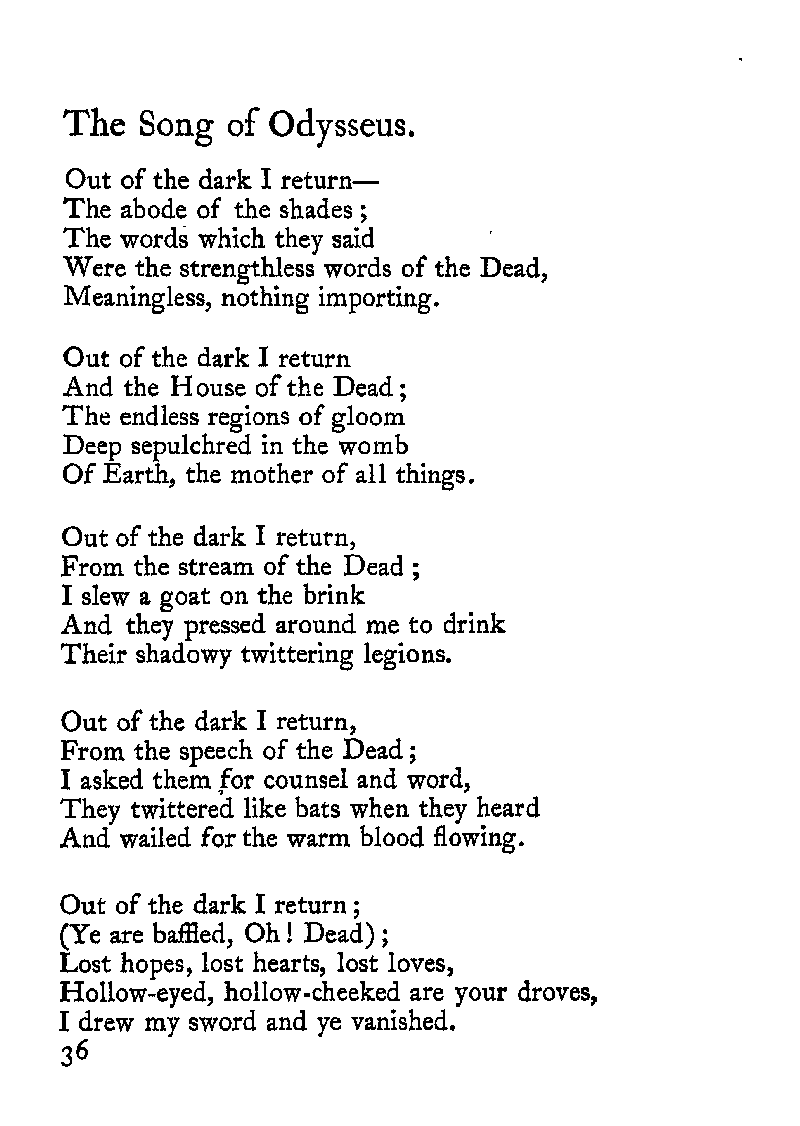 The Song of Odysseus.
Out of the dark I return—
The abode of the shades ;
The words which they said
Were the strengthless words of the Dead,
Meaningless, nothing importing.
Out of the dark I return
And the House of the Dead ;
The endless regions of gloom
Deep sepulchred in the womb
Of Earth, the mother of all things.
Out of the dark I return,
From the stream of the Dead ;
I slew a goat on the brink
And they pressed around me to drink
Their shadowy twittering legions.
Out of the dark I return,
From the speech of the Dead ;
I asked them for counsel and word,
They twittered like bats when they heard
And wailed for the warm blood flowing.
Out of the dark I return ;
(Ye are baffled, Oh ! Dead) ;
Lost hopes, lost hearts, lost loves,
Hollow-eyed, hollow-cheeked are your droves,
I drew my sword and ye vanished.
36